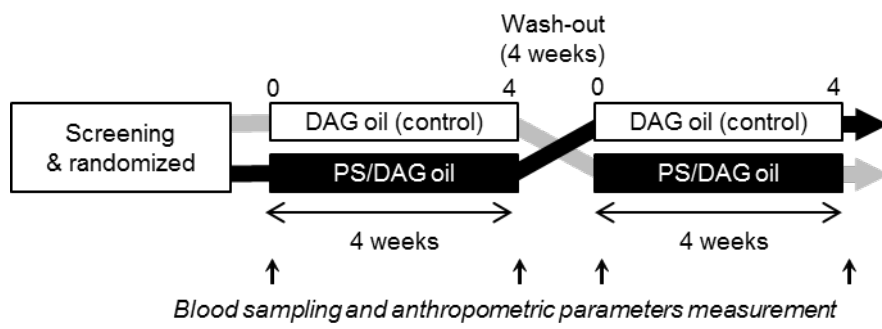 Wash-out
(4 weeks)
0 4 0 4
Screening
& randomized
DAG oil (control) DAG oil (control)
PS/DAG oil PS/DAG oil
4 weeks 4 weeks
Blood sampling and anthropometric parameters measurement